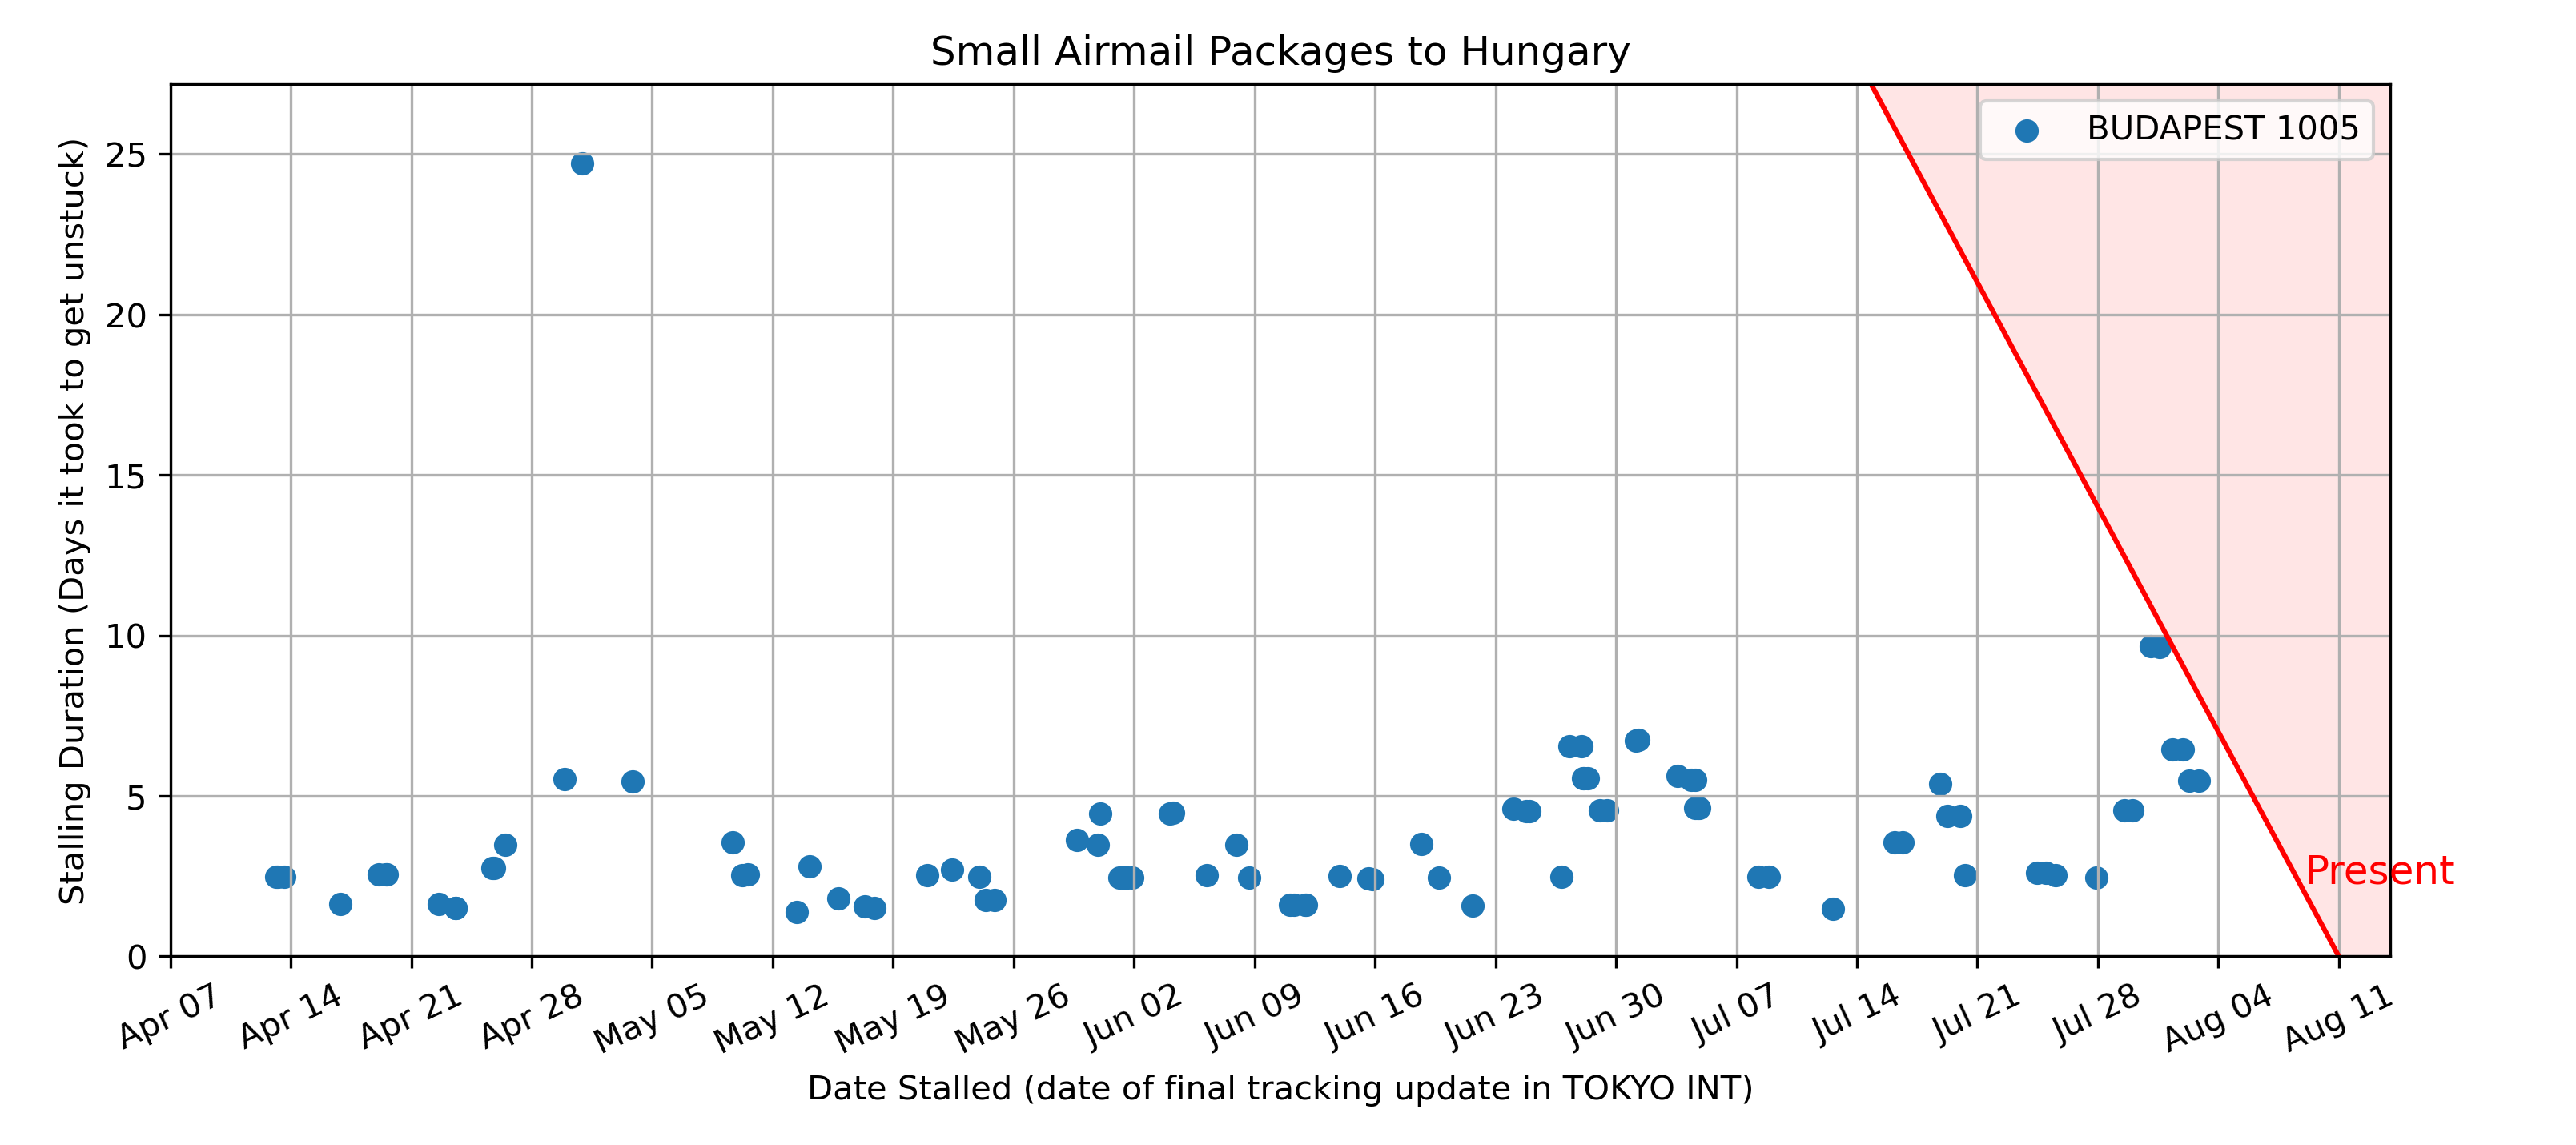 Small Airmail Packages to Hungary
BUDAPEST 1005
Stalling Duration (Days it took to get unstuck)
25
20
15
10
5
0
Present
Apr 07
Apr 14
Apr 21
Apr 28
May 05
May 12
May 19
May 26
Jun 02
Jun 09
Jun 16
Jun 23
Jun 30
Jul 07
Jul 14
Jul 21
Jul 28
Aug 04
Aug 11
Date Stalled (date of final tracking update in TOKYO INT)